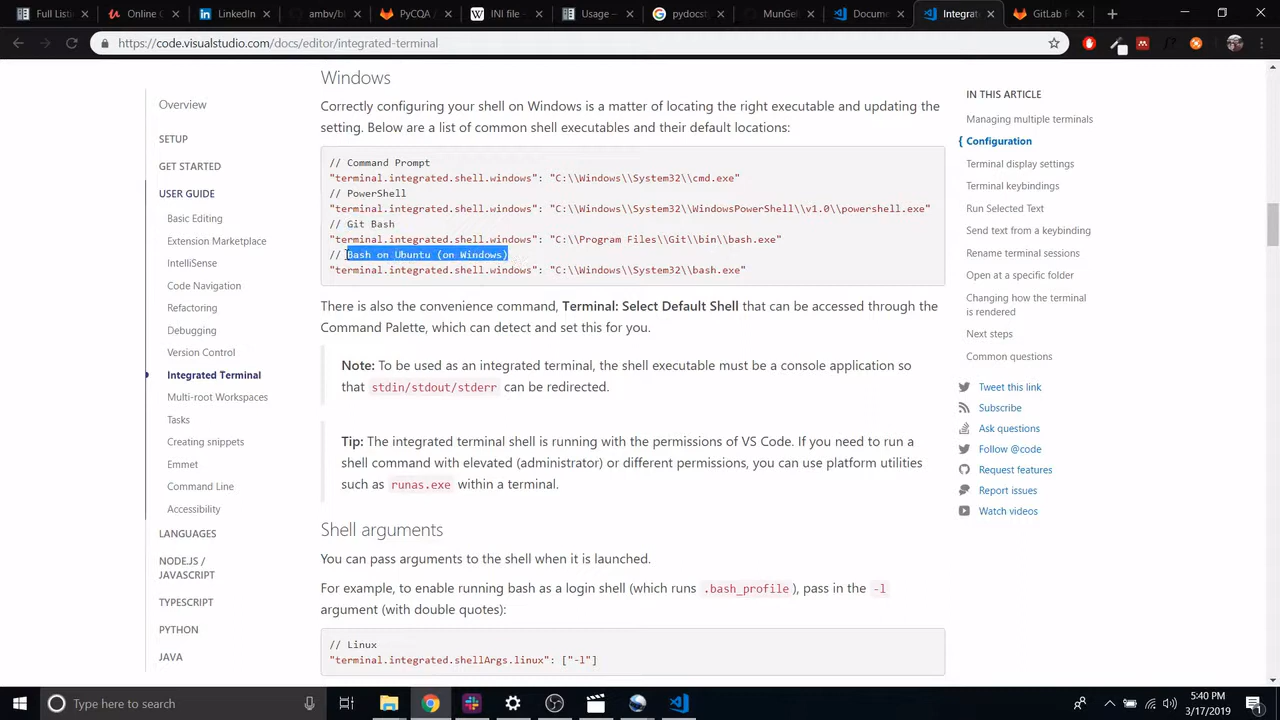 Full Listi
Online C
LinkedIn
ambv/bl
PyCQA /
INI file -
Usage –
pydocsty
MunGel
Docume
Integrat
GitLab R
https://code.visualstudio.com/docs/editor/integrated-terminal
Overview
SETUP
GET STARTED
USER GUIDE
Basic Editing
Extension Marketplace
IntelliSense
Code Navigation
Refactoring
Debugging
Version Control
Integrated Terminal
Multi-root Workspaces
Tasks
Creating snippets
Emmet
Command Line
Accessibility
LANGUAGES
NODE.JS /
JAVASCRIPT
TYPESCRIPT
PYTHON
JAVA
Windows
Correctly configuring your shell on Windows is a matter of locating the right executable and updating the
setting. Below are a list of common shell executables and their default locations:
// Command Prompt
"terminal.integrated.shell.windows": "C:\\Windows\\System32\\cmd.exe"
// PowerShell
"terminal.integrated.shell.windows": "C:\\Windows\\System32\\WindowsPowerShell\\v1.0\\powershell.exe"
// Git Bash
"terminal.integrated.shell.windows": "C:\\Program Files\\Git\\bin\\bash.exe"
// Bash on Ubuntu (on Windows)
"terminal.integrated.shell.windows": "C:\\Windows\\System32\\bash.exe"
There is also the convenience command, Terminal: Select Default Shell that can be accessed through the
Command Palette, which can detect and set this for you.
Note: To be used as an integrated terminal, the shell executable must be a console application so
that stdin/stdout/stderr can be redirected.
Tip: The integrated terminal shell is running with the permissions of VS Code. If you need to run a
shell command with elevated (administrator) or different permissions, you can use platform utilities
such as runas.exe within a terminal.
Shell arguments
You can pass arguments to the shell when it is launched.
For example, to enable running bash as a login shell (which runs .bash_profile), pass in the -l
argument (with double quotes):
// Linux
"terminal.integrated.shellArgs.linux": ["-l"]
IN THIS ARTICLE
Managing multiple terminals
{ Configuration
Terminal display settings
Terminal keybindings
Run Selected Text
Send text from a keybinding
Rename terminal sessions
Open at a specific folder
Changing how the terminal
is rendered
Next steps
Common questions
Tweet this link
Subscribe
Ask questions
Follow @code
Request features
Report issues
Watch videos
Type here to search
5:40 PM
3/17/2019